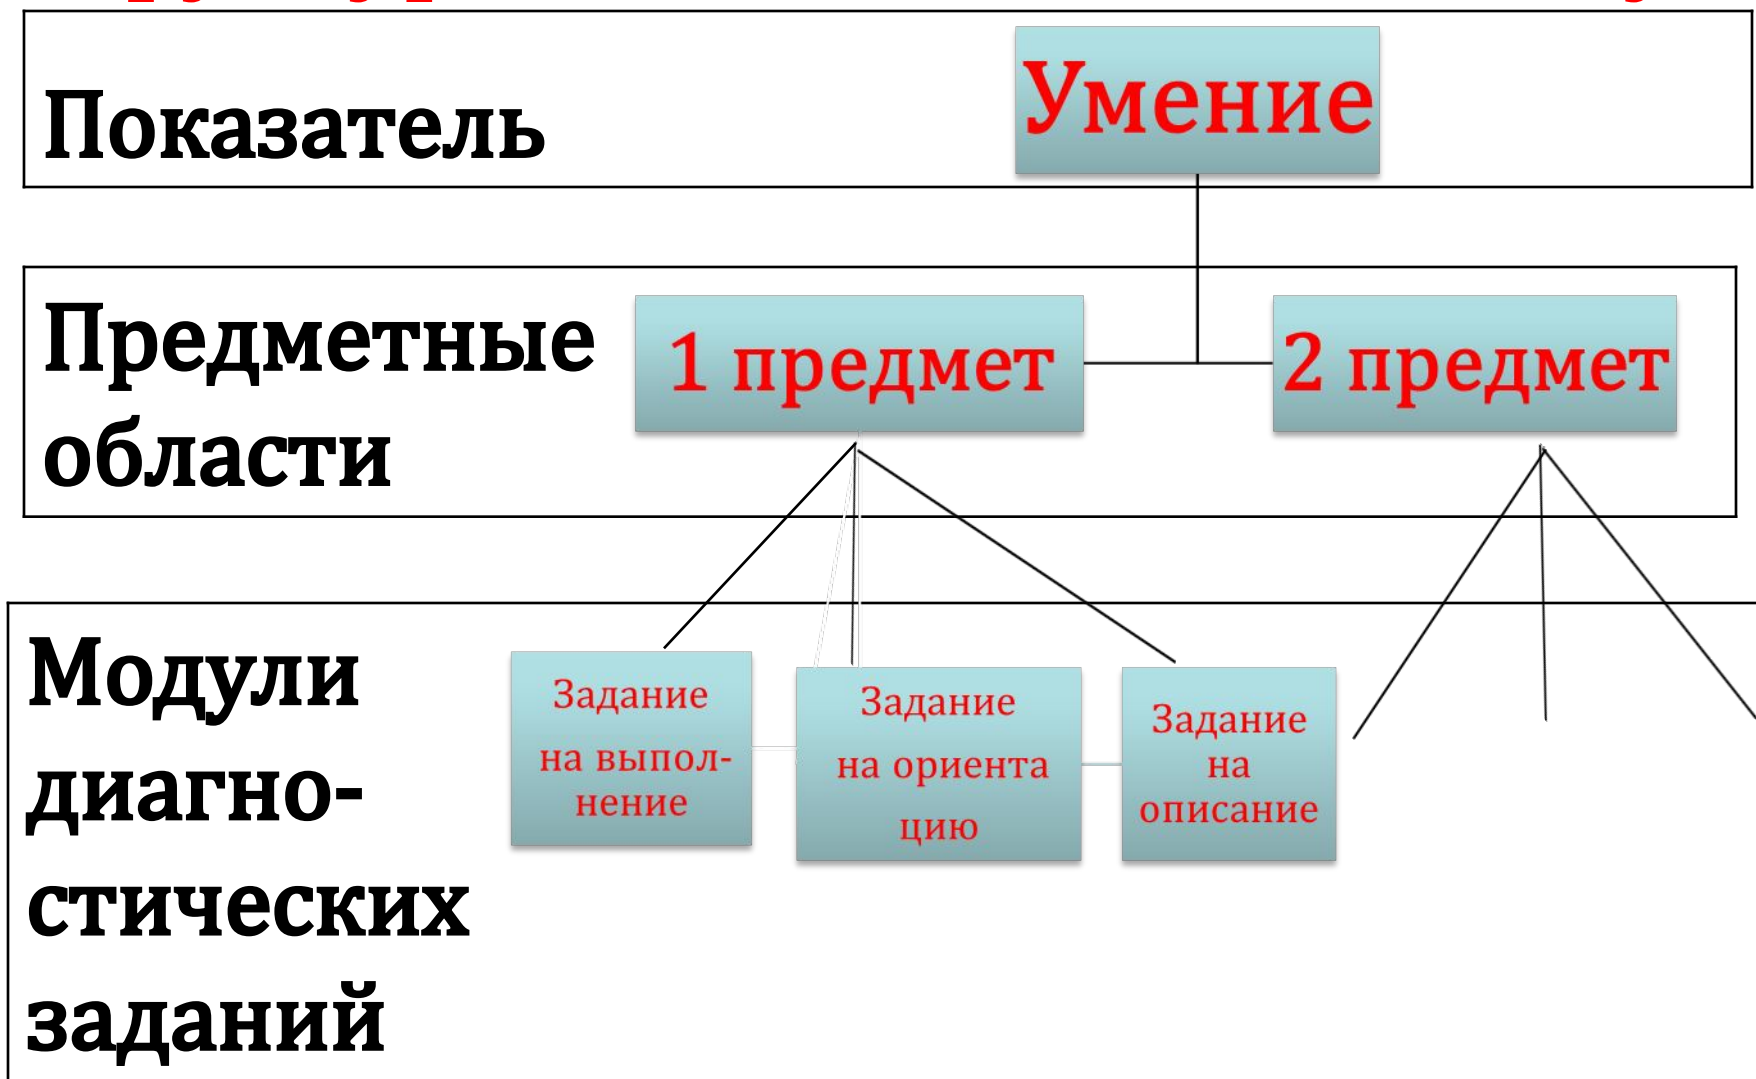 Показатель
Умение
Предметные
области
1 предмет
2 предмет
Модули
диагно-
стических
заданий
Задание
на выпол-
нение
Задание
на ориента
цию
Задание
на
описание